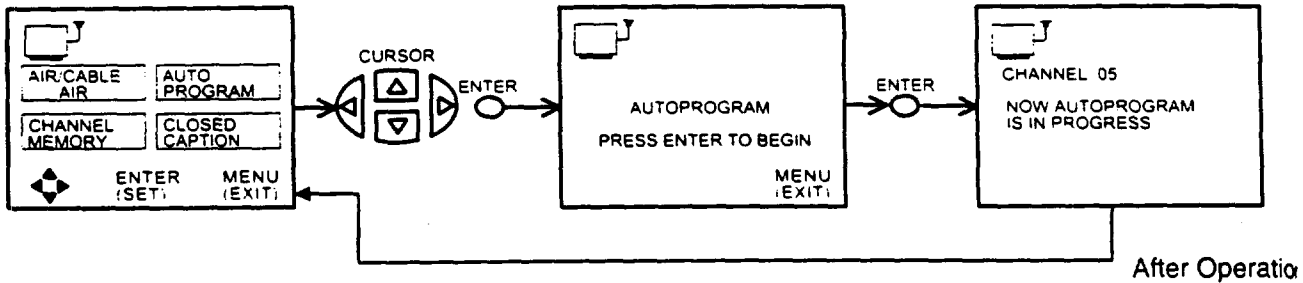 AIR/CABLE
AIR
AUTO
PROGRAM
CHANNEL
MEMORY
CLOSED
CAPTION
ENTER
(SET)
MENU
(EXIT)
CURSOR
ENTER
AUTOPROGRAM
PRESS ENTER TO BEGIN
MENU
(EXIT)
ENTER
CHANNEL 05
NOW AUTOPROGRAM
IS IN PROGRESS
After